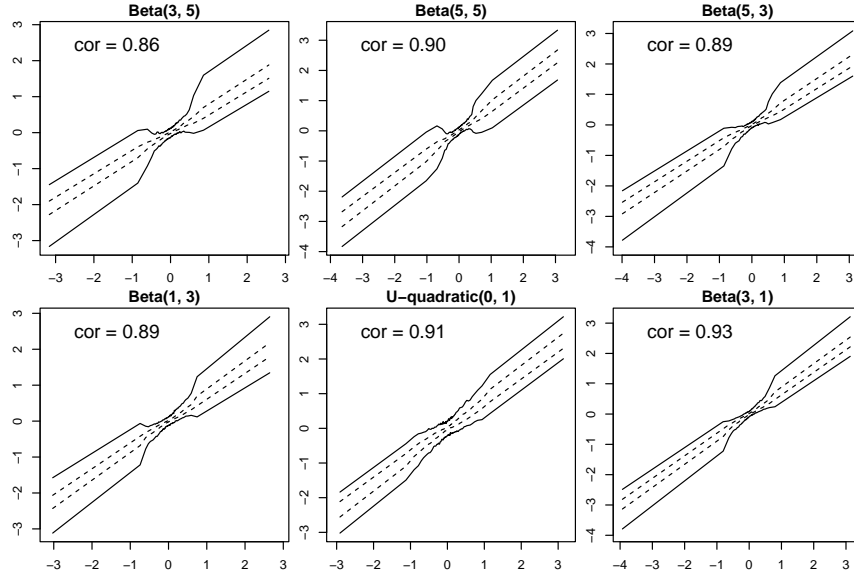 Beta(3, 5)
Beta(5, 5)
Beta(5, 3)
cor = 0.86
cor = 0.90
cor = 0.89
3
2
1
0
−1
−2
−3
3
2
1
0
−1
−2
−3
−4
3
2
1
0
−1
−2
−3
−4
−3 −2 −1 0 1 2 3
−4 −3 −2 −1 0 1 2 3
−4 −3 −2 −1 0 1 2 3
Beta(1, 3)
U−quadratic(0, 1)
Beta(3, 1)
cor = 0.89
cor = 0.91
cor = 0.93
3
2
1
0
−1
−2
−3
3
2
1
0
−1
−2
−3
3
2
1
0
−1
−2
−3
−4
−3 −2 −1 0 1 2 3
−3 −2 −1 0 1 2 3
−4 −3 −2 −1 0 1 2 3